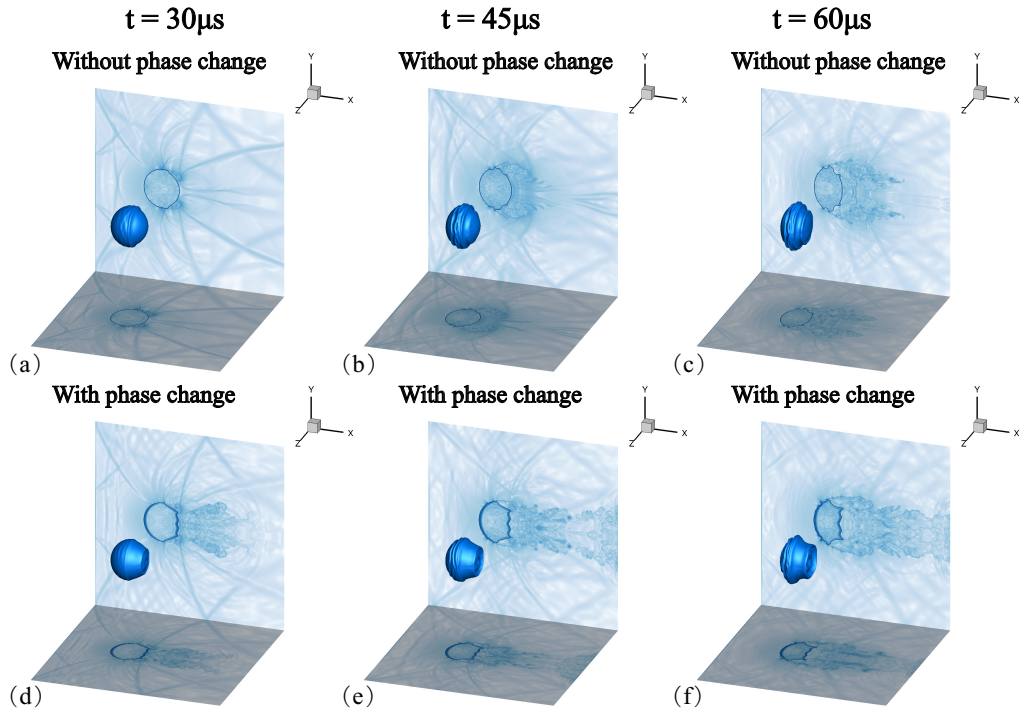 t = 30μs
t = 45μs
t = 60μs
Without phase change
Without phase change
Without phase change
Y
X
Z
Y
X
Z
Y
X
Z
(a)
(b)
(c)
With phase change
With phase change
With phase change
Y
X
Z
Y
X
Z
Y
X
Z
(d)
(e)
(f)